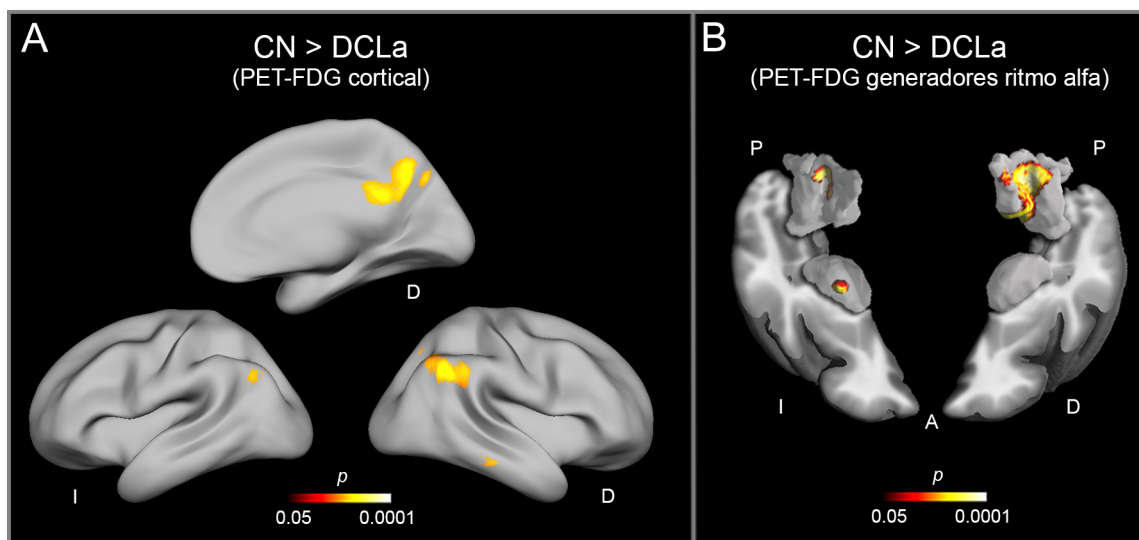 A
CN > DCLa
(PET-FDG cortical)
D
I
D
p
0.05
0.0001
B
CN > DCLa
(PET-FDG generadores ritmo alfa)
P
P
I
A
D
p
0.05
0.0001